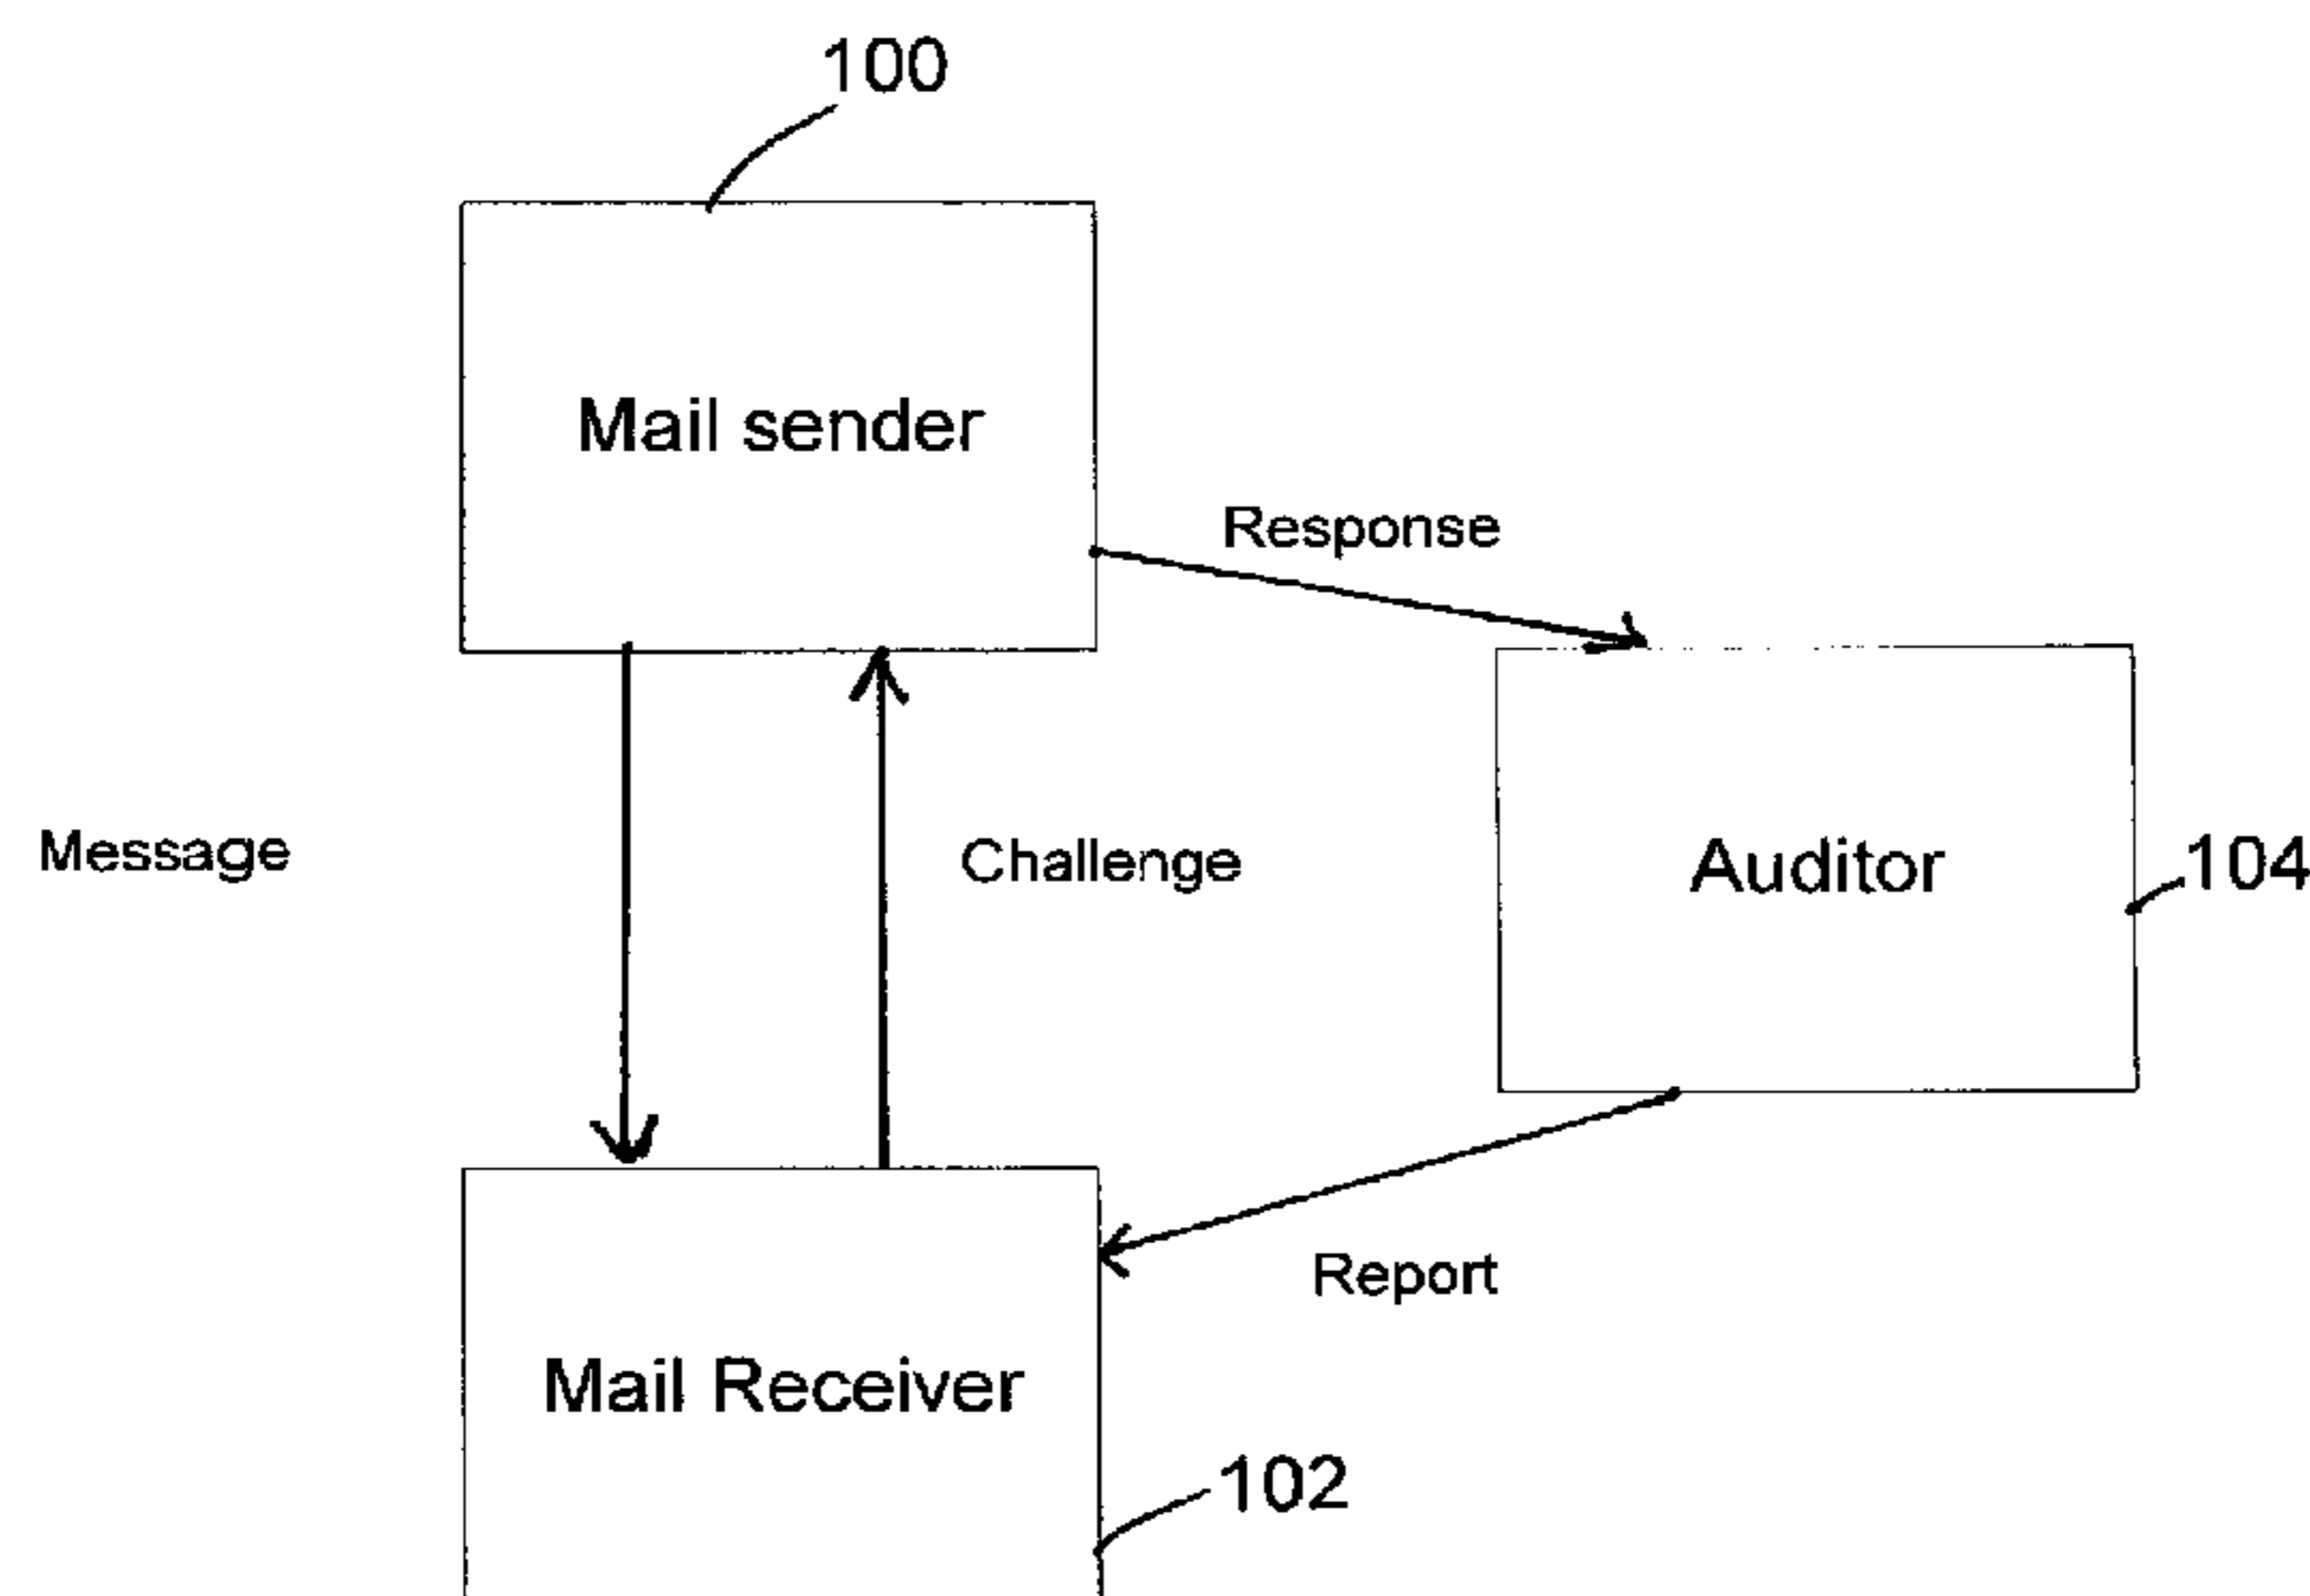 100
Mail sender
Response
Message
Challenge
Auditor
104
Report
Mail Receiver
102